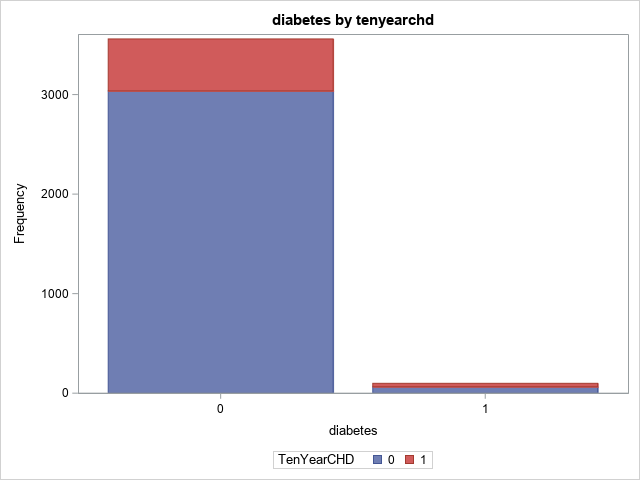 diabetes by tenyearchd
3000
2000
1000
0
Frequency
0 1
diabetes
TenYearCHD 0 1